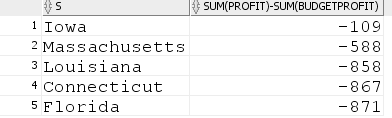 S SUM(PROFIT)-SUM(BUDGETPROFIT)
1 Iowa -109
2 Massachusetts -588
3 Louisiana -858
4 Connecticut -867
5 Florida -871